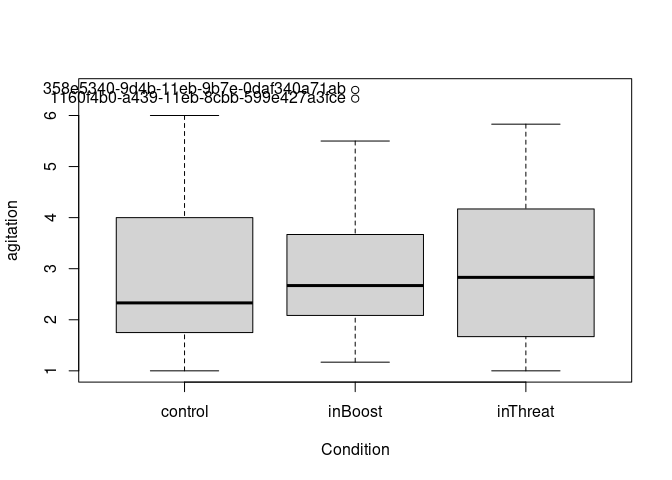 358e5340-9d4b-11eb-9b7e-0daf340a71ab
1160f4b0-a439-11eb-8cbb-599e427a3fce
6
5
4
3
2
1
agitation
control inBoost inThreat
Condition